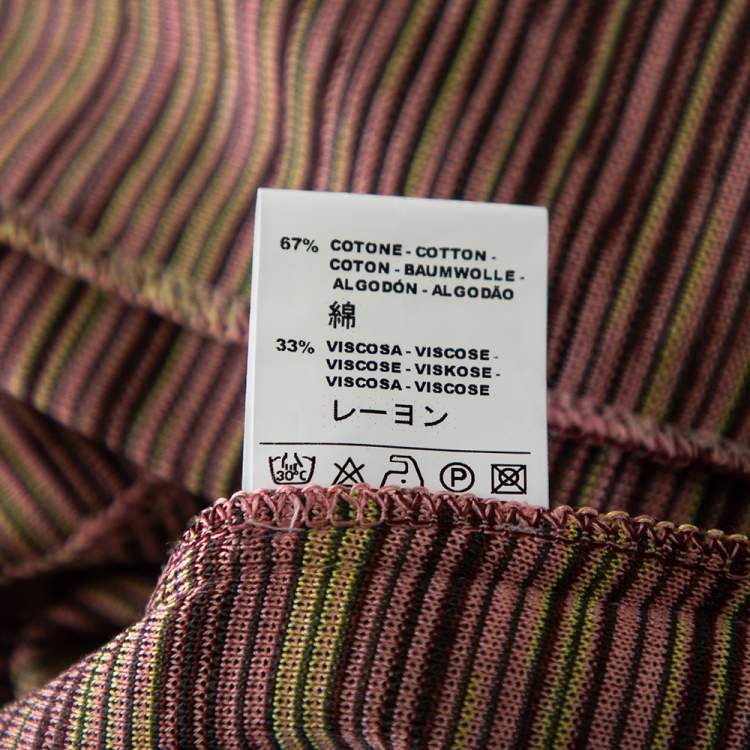 67% COTONE - COTTON -
COTON - BAUMWOLLE -
ALGODÓN - ALGODÃO
綿
33% VISCOSA - VISCOSE -
VISCOSE - VISKOSE -
VISCOSA - VISCOSE
レーヨン
30°C P